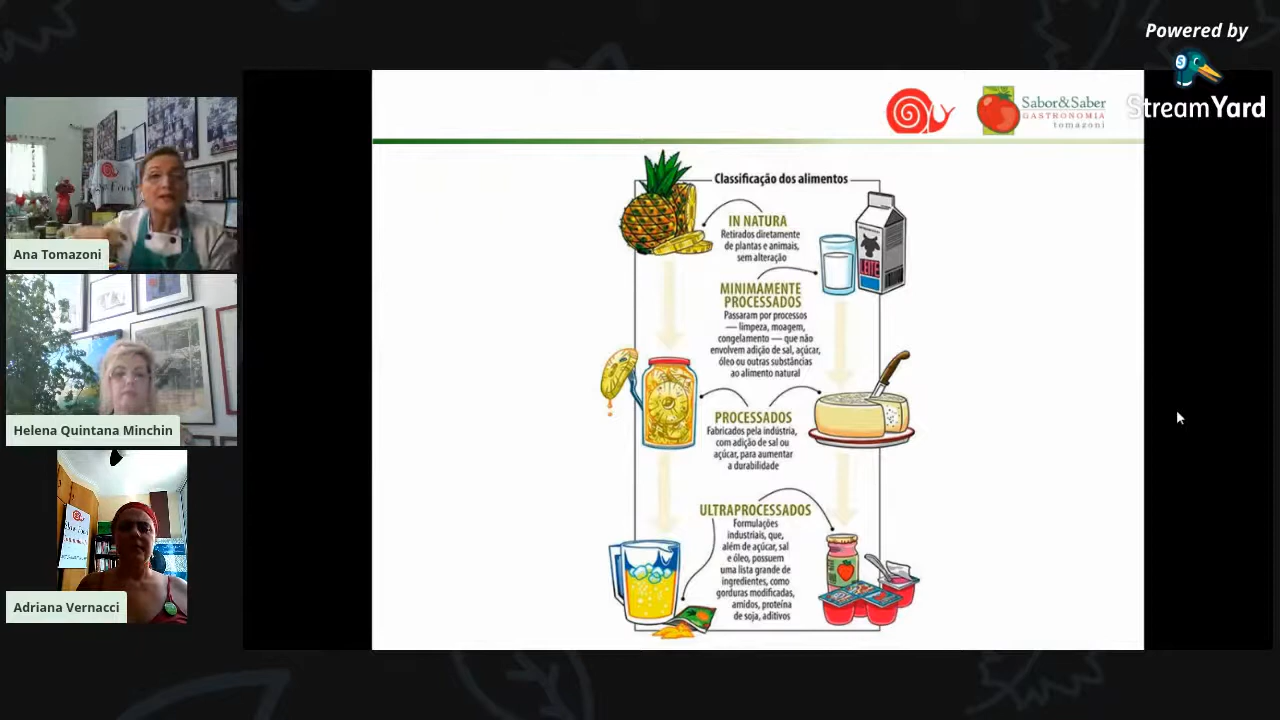 Powered by
StreamYard
Sabor&Saber
GASTRONOMIA
tomazoni
Classificação dos alimentos
IN NATURA
Retirados diretamente
de plantas e animais,
sem alteração
LEITE
MINIMAMENTE
PROCESSADOS
Passaram por processos
— limpeza, moagem,
congelamento — que não
envolvem adição de sal, açúcar,
óleo ou outras substâncias
ao alimento natural
PROCESSADOS
Fabricados pela indústria,
com adição de sal ou
açúcar, para aumentar
a durabilidade
ULTRAPROCESSADOS
Formulações
industriais, que,
além de açúcar, sal
e óleo, possuem
uma lista grande de
ingredientes, como
gorduras modificadas,
amidos, proteína
de soja, aditivos
Ana Tomazoni
Helena Quintana Minchin
Adriana Vernacci